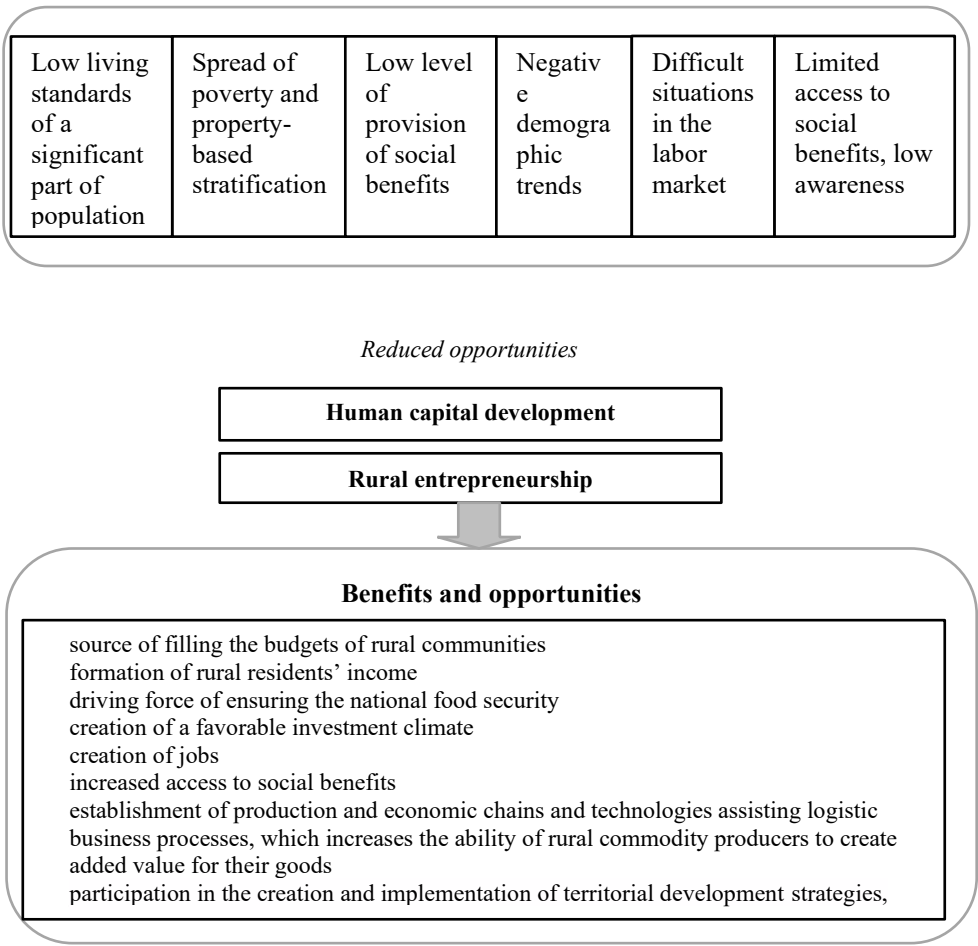 Low living
standards
of a
significant
part of
population
Spread of
poverty and
property-
based
stratification
Low level
of
provision
of social
benefits
Negativ
e
demogra
phic
trends
Difficult
situations
in the
labor
market
Limited
access to
social
benefits, low
awareness
Reduced opportunities
Human capital development
Rural entrepreneurship
Benefits and opportunities
source of filling the budgets of rural communities
formation of rural residents’ income
driving force of ensuring the national food security
creation of a favorable investment climate
creation of jobs
increased access to social benefits
establishment of production and economic chains and technologies assisting logistic
business processes, which increases the ability of rural commodity producers to create
added value for their goods
participation in the creation and implementation of territorial development strategies,